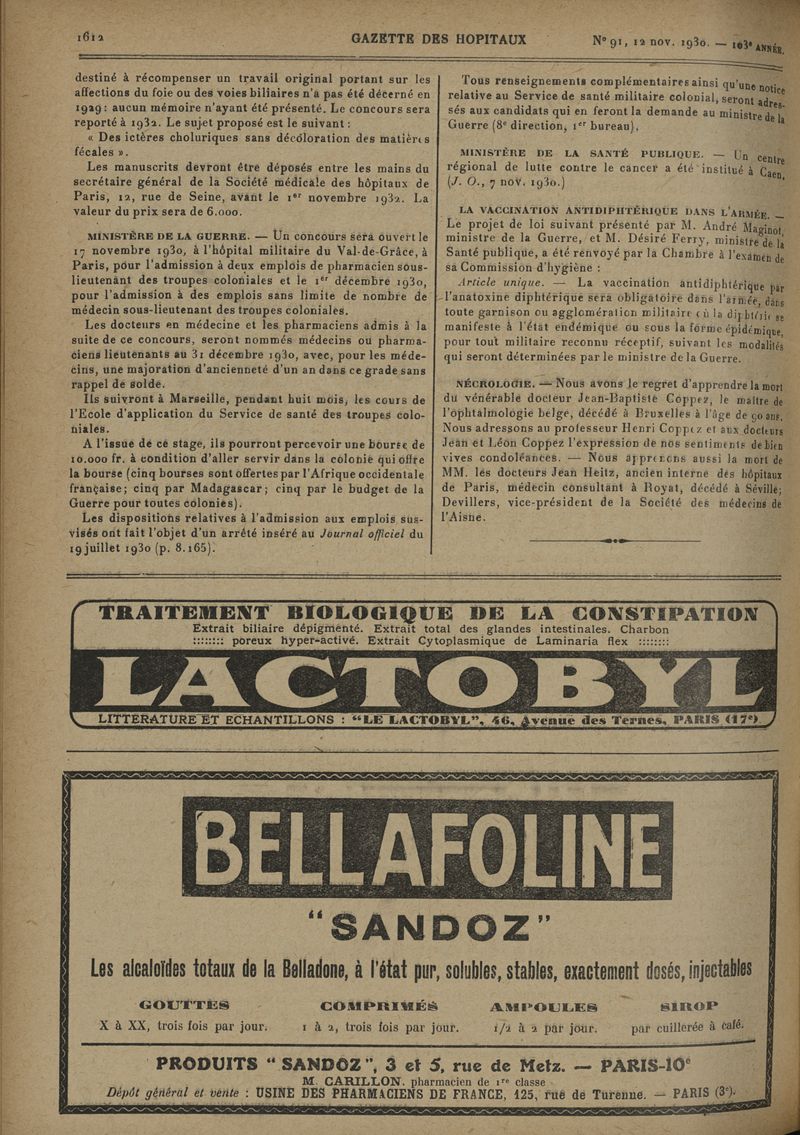 1612
GAZETTE DES HOPITAUX
N° 91, 12 nov. 1930. — 103e ANNÉE.
destiné à récompenser un travail original portant sur les
affections du foie ou des voies biliaires n'a pas été décerné en
1929 : aucun mémoire n'ayant été présenté. Le concours sera
reporté à 1932. Le sujet proposé est le suivant :
« Des ictères choluriques sans décoloration des matières
fécales ».
Les manuscrits devront être déposés entre les mains du
secrétaire général de la Société médicale des hôpitaux de
Paris, 12, rue de Seine, avant le 1er novembre 1932. La
valeur du prix sera de 6.000.
MINISTÈRE DE LA GUERRE. — Un concours sera ouvert le
17 novembre 1930, à l'hôpital militaire du Val-de-Grâce, à
Paris, pour l'admission à deux emplois de pharmacien sous-
lieutenant des troupes coloniales et le 1er décembre 1930,
pour l'admission à des emplois sans limite de nombre de
médecin sous-lieutenant des troupes coloniales.
Les docteurs en médecine et les pharmaciens admis à la
suite de ce concours, seront nommés médecins ou pharma-
ciens lieutenants au 31 décembre 1930, avec, pour les méde-
cins, une majoration d'ancienneté d'un an dans ce grade sans
rappel de solde.
Ils suivront à Marseille, pendant huit mois, les cours de
l'Ecole d'application du Service de santé des troupes colo-
niales.
A l'issue de ce stage, ils pourront percevoir une bourse de
10.000 fr. à condition d'aller servir dans la colonie qui offre
la bourse (cinq bourses sont offertes par l'Afrique occidentale
française; cinq par Madagascar; cinq par le budget de la
Guerre pour toutes colonies).
Les dispositions relatives à l'admission aux emplois sus-
visés ont fait l'objet d'un arrêté inséré au Journal officiel du
19 juillet 1930 (p. 8.165).
Tous renseignements complémentaires ainsi qu'une notice
relative au Service de santé militaire colonial, seront adres-
sés aux candidats qui en feront la demande au ministre de la
Guerre (8e direction, 1er bureau).
MINISTÈRE DE LA SANTÉ PUBLIQUE. — Un centre
régional de lutte contre le cancer a été institué à Caen.
(J. O., 7 nov. 1930.)
LA VACCINATION ANTIDIPHTÉRIQUE DANS L'ARMÉE. —
Le projet de loi suivant présenté par M. André Maginot,
ministre de la Guerre, et M. Désiré Ferry, ministre de la
Santé publique, a été renvoyé par la Chambre à l'examen de
sa Commission d'hygiène :
Article unique. — La vaccination antidiphtérique par
l'anatoxine diphtérique sera obligatoire dans l'armée, dans
toute garnison ou agglomération militaire où la diphtérie se
manifeste à l'état endémique ou sous la forme épidémique,
pour tout militaire reconnu réceptif, suivant les modalités
qui seront déterminées par le ministre de la Guerre.
NÉCROLOGIE. — Nous avons le regret d'apprendre la mort
du vénérable docteur Jean-Baptiste Coppez, le maître de
l'ophtalmologie belge, décédé à Bruxelles à l'âge de 90 ans.
Nous adressons au professeur Henri Coppez et aux docteurs
Jean et Léon Coppez l'expression de nos sentiments de bien
vives condoléances. — Nous apprenons aussi la mort de
MM. les docteurs Jean Heitz, ancien interne des hôpitaux
de Paris, médecin consultant à Royat, décédé à Séville;
Devillers, vice-président de la Société des médecins de
l'Aisne.
TRAITEMENT BIOLOGIQUE DE LA CONSTIPATION
Extrait biliaire dépigmenté. Extrait total des glandes intestinales. Charbon
:::::::: poreux hyper-activé. Extrait Cytoplasmique de Laminaria flex ::::::::
LACTOBYL
LITTÉRATURE ET ECHANTILLONS : “LE LACTOBYL”, 46, Avenue des Ternes, PARIS (17e)
BELLAFOLINE
“SANDOZ”
Les alcaloïdes totaux de la Belladone, à l'état pur, solubles, stables, exactement dosés, injectables
GOUTTES COMPRIMÉS AMPOULES SIROP
X à XX, trois fois par jour. 1 à 2, trois fois par jour. 1/2 à 2 par jour. par cuillerée à café.
PRODUITS “ SANDOZ ”, 3 et 5, rue de Metz. — PARIS-10e
M. CARILLON, pharmacien de 1re classe
Dépôt général et vente : USINE DES PHARMACIENS DE FRANCE, 125, rue de Turenne. — PARIS (3e).